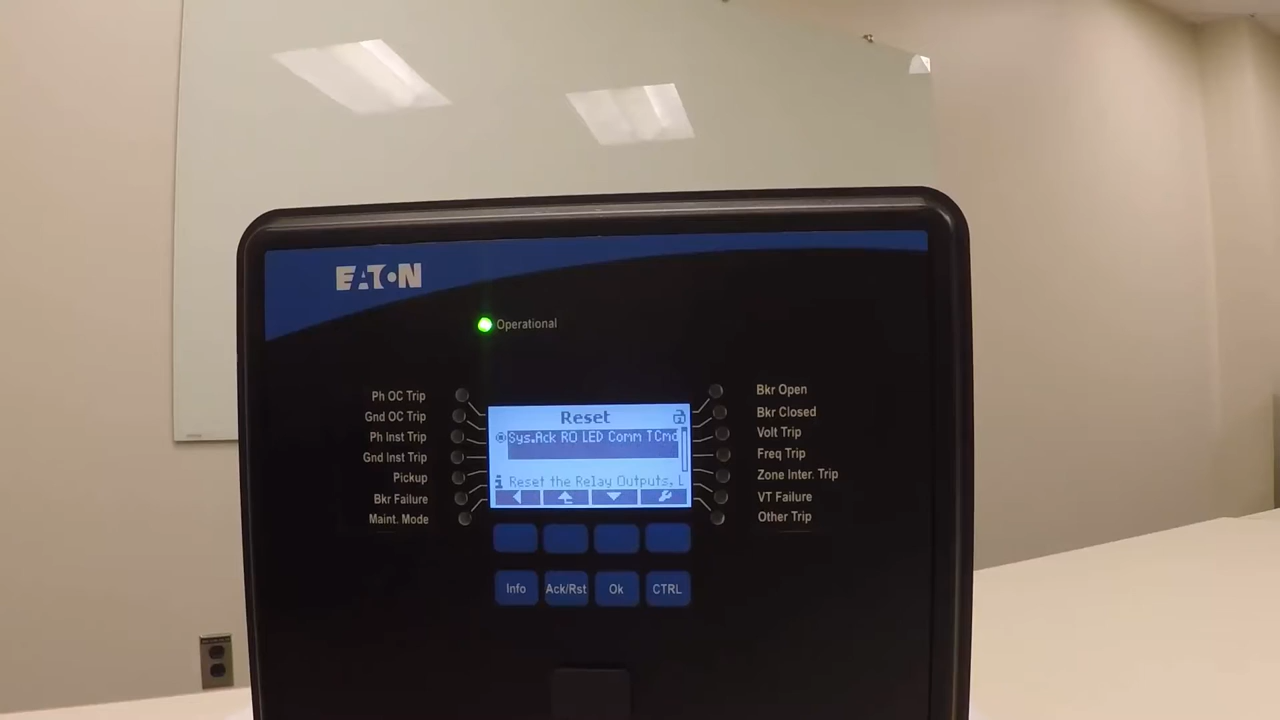 EATON
Operational
Ph OC Trip
Gnd OC Trip
Ph Inst Trip
Gnd Inst Trip
Pickup
Bkr Failure
Maint. Mode
Reset
Sys.Ack RO LED Comm TCmd
Reset the Relay Outputs, L
Bkr Open
Bkr Closed
Volt Trip
Freq Trip
Zone Inter. Trip
VT Failure
Other Trip
Info
Ack/Rst
Ok
CTRL